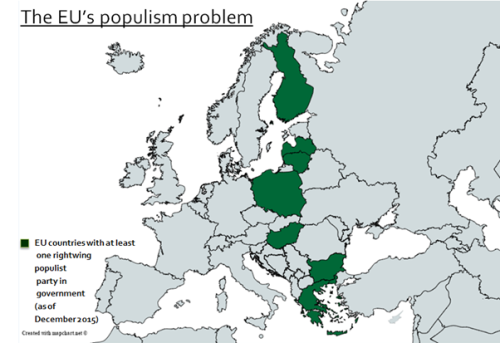 The EU's populism problem
EU countries with at least
one rightwing
populist
party in
government
(as of
December 2015)
Created with mapchart.net ©